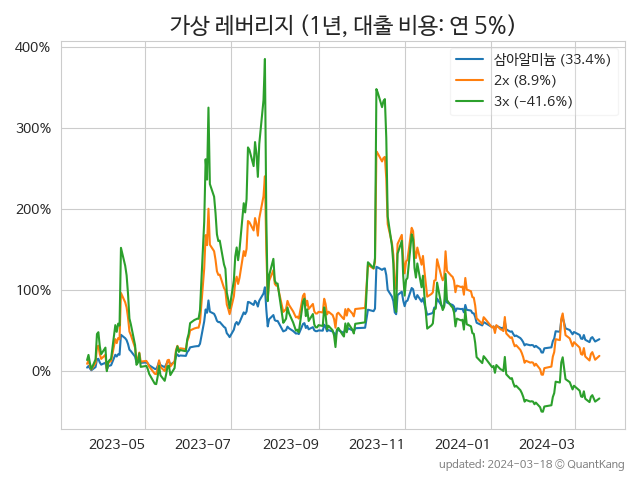 가상 레버리지 (1년, 대출 비용: 연 5%)
400%
300%
200%
100%
0%
삼아알미늄 (33.4%)
2x (8.9%)
3x (-41.6%)
2023-05
2023-07
2023-09
2023-11
2024-01
2024-03
updated: 2024-03-18 © QuantKang